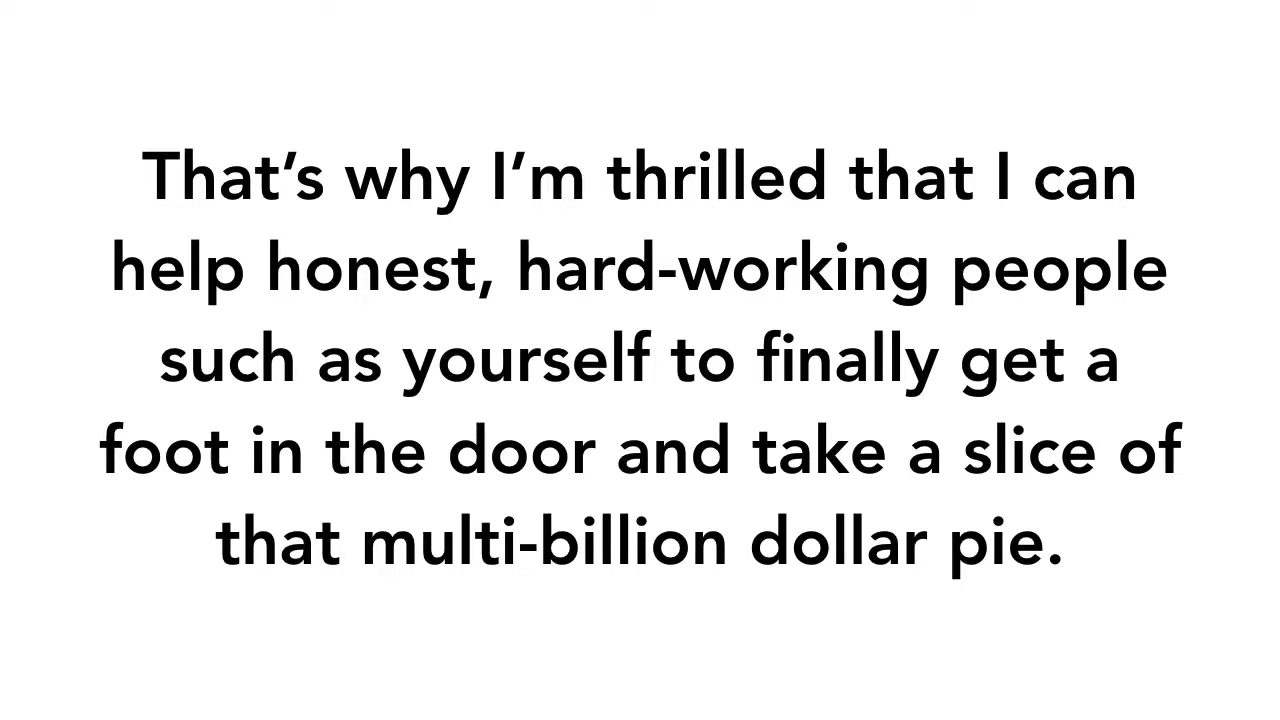 That’s why I’m thrilled that I can
help honest, hard-working people
such as yourself to finally get a
foot in the door and take a slice of
that multi-billion dollar pie.